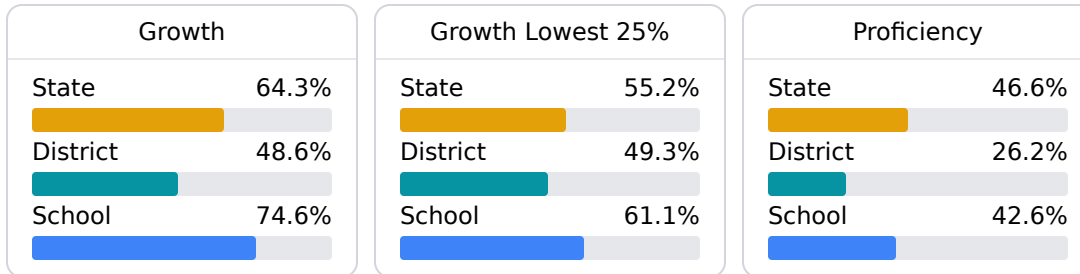 Growth
State 64.3%
District 48.6%
School 74.6%
Growth Lowest 25%
State 55.2%
District 49.3%
School 61.1%
Proficiency
State 46.6%
District 26.2%
School 42.6%